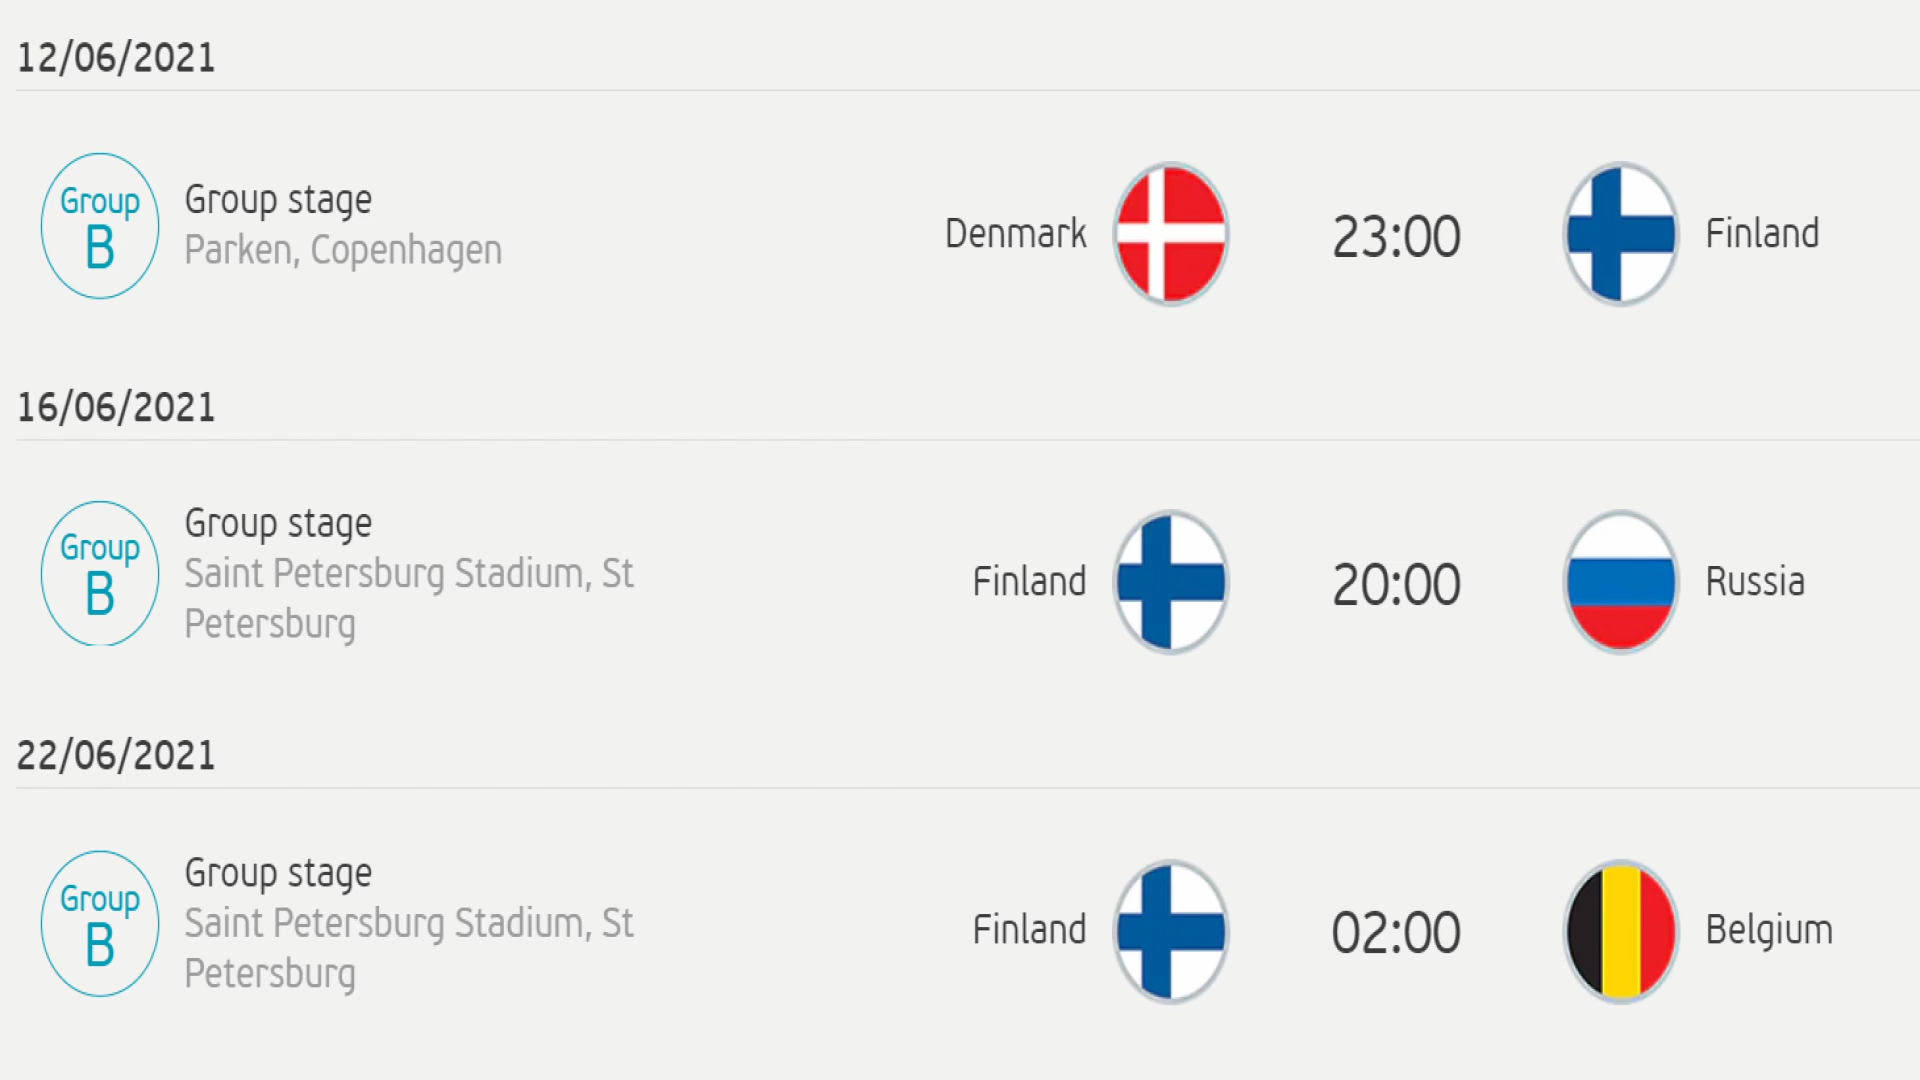 12/06/2021
Group
B
Group stage
Parken, Copenhagen
Denmark
23:00
Finland
16/06/2021
Group
B
Group stage
Saint Petersburg Stadium, St
Petersburg
Finland
20:00
Russia
22/06/2021
Group
B
Group stage
Saint Petersburg Stadium, St
Petersburg
Finland
02:00
Belgium